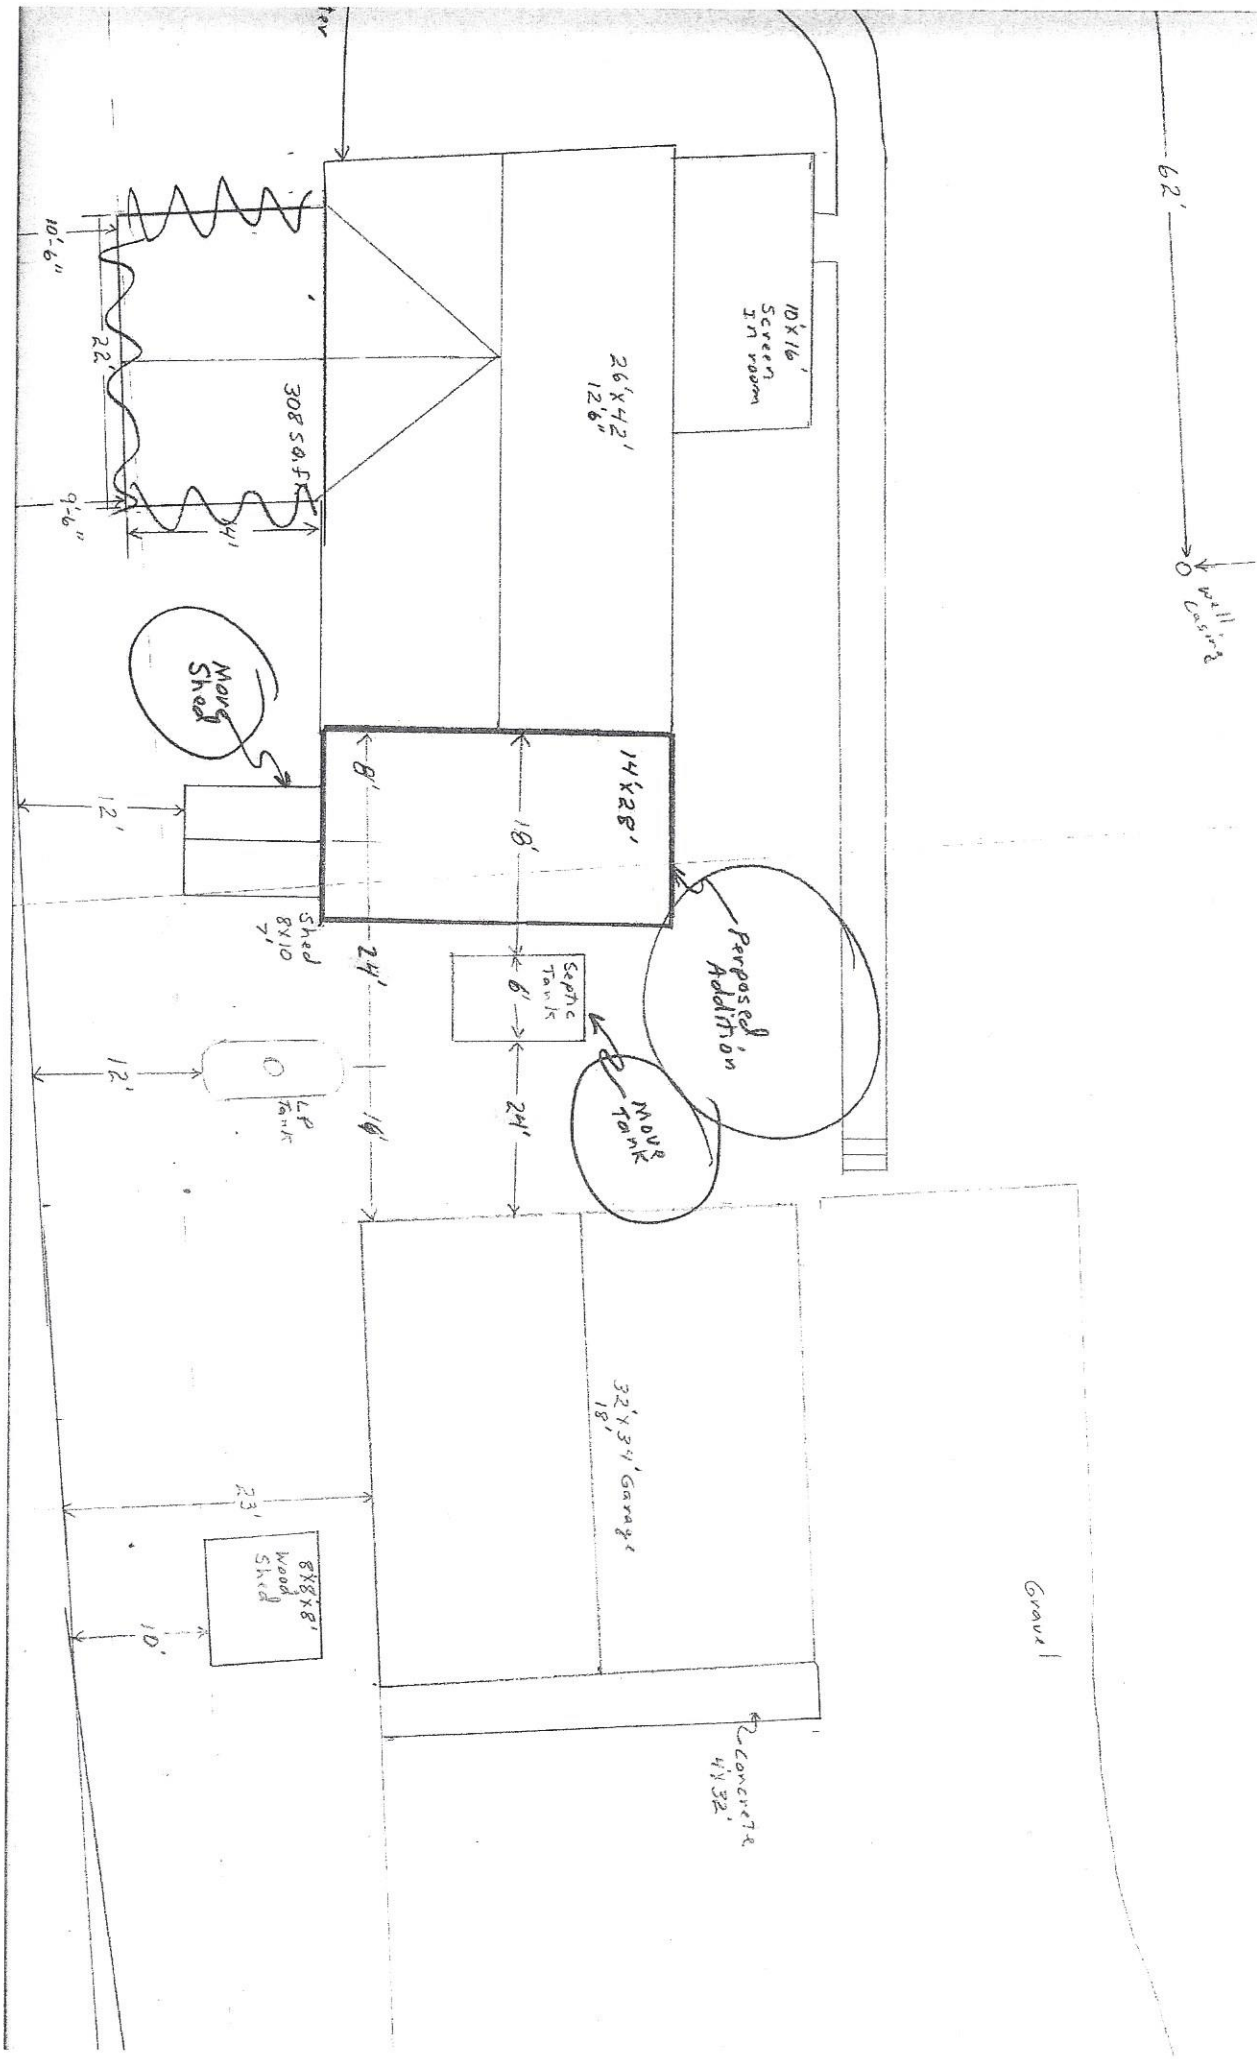 62'
well
casing
10'x16'
Screen
In room
26'x42'
12'6"
10'-6"
22'
308 SQ.Ft
9'-6"
14'
Move
Shed
14'x28'
8'
18'
12'
Shed
8x10
7'
Perposed
Addition
24'
Septic
Tank
6'
Move
Tank
12'
LP
Tank
16'
24'
32'x34' Garage
18'
23'
8'x8'x8'
Wood
Shed
10'
Gravel
Concrete
4'x32'